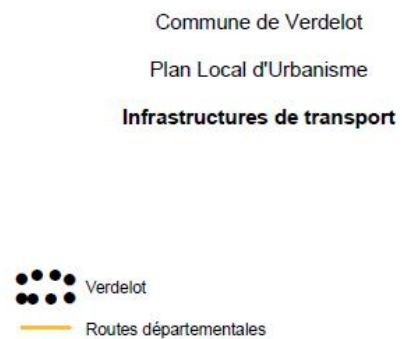 Commune de Verdelot
Plan Local d'Urbanisme
Infrastructures de transport
Verdelot
Routes départementales